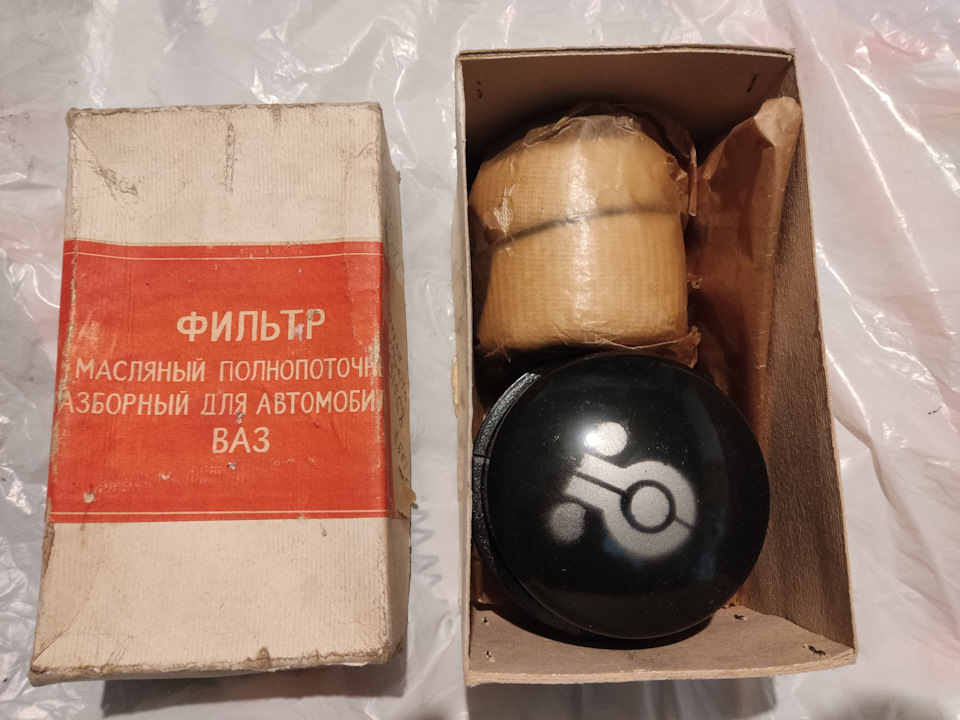 ФИЛЬТР
МАСЛЯНЫЙ ПОЛНОПОТОЧН
АЗБОРНЫЙ ДЛЯ АВТОМОБИ
ВАЗ